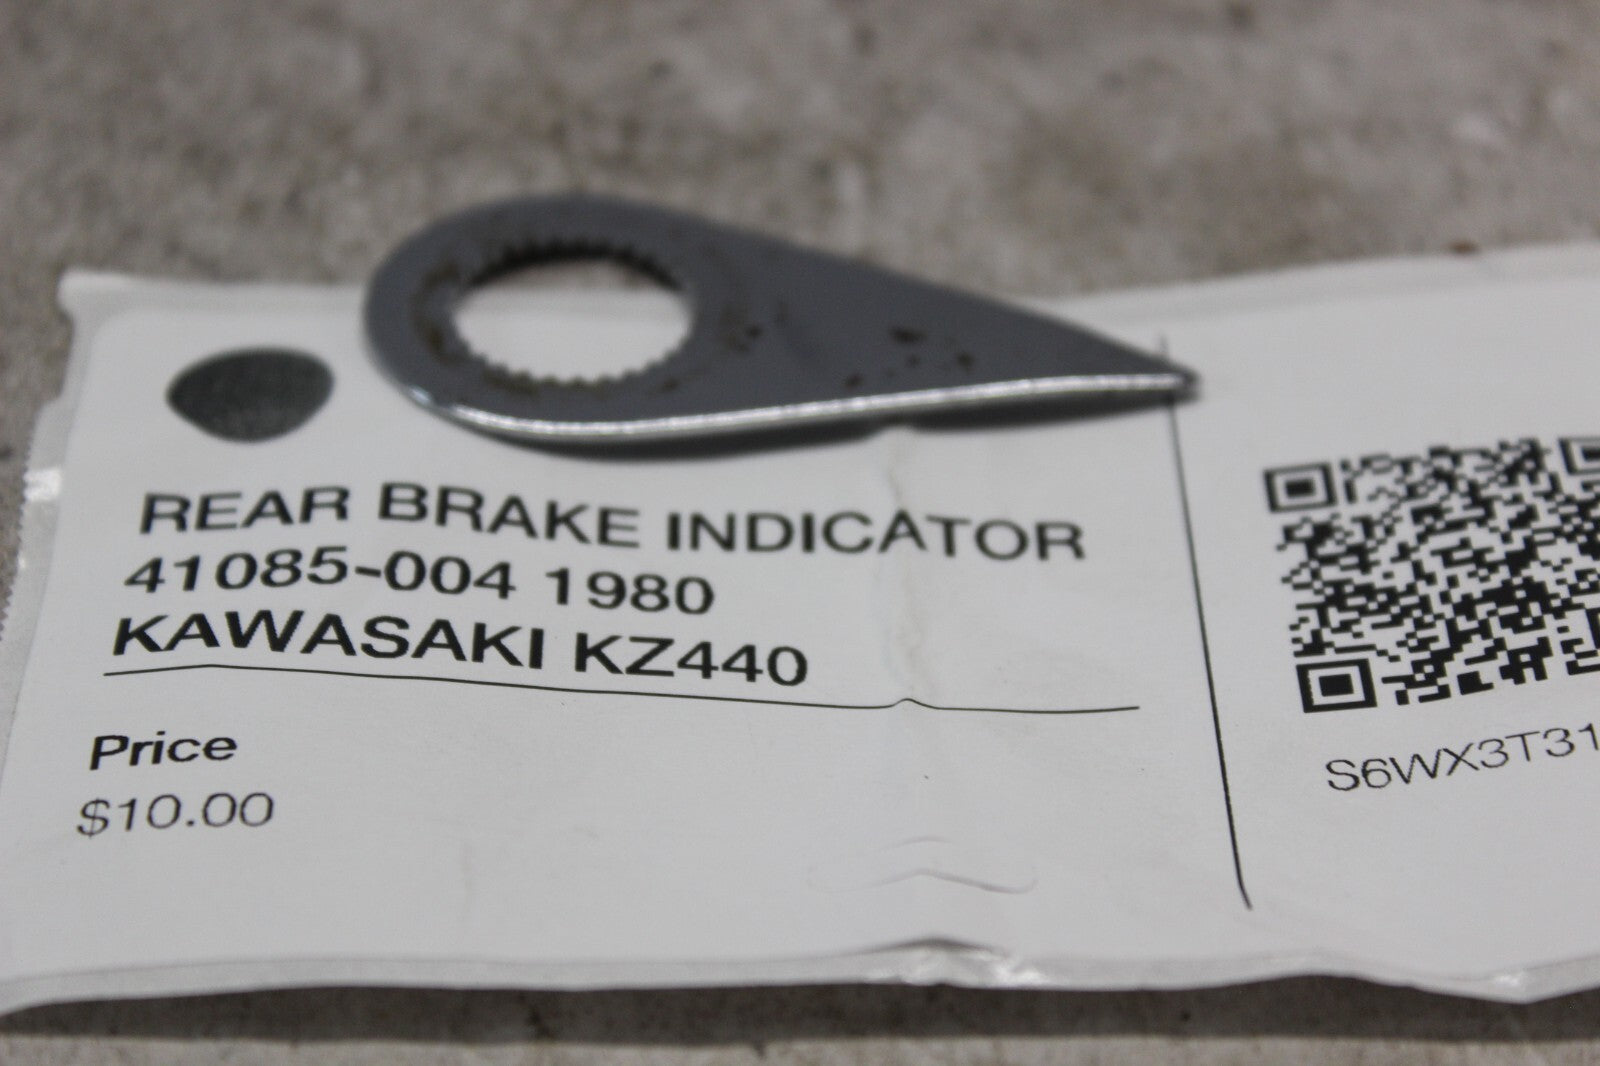 REAR BRAKE INDICATOR
41085-004 1980
KAWASAKI KZ440
Price
$10.00
S6WX3T31